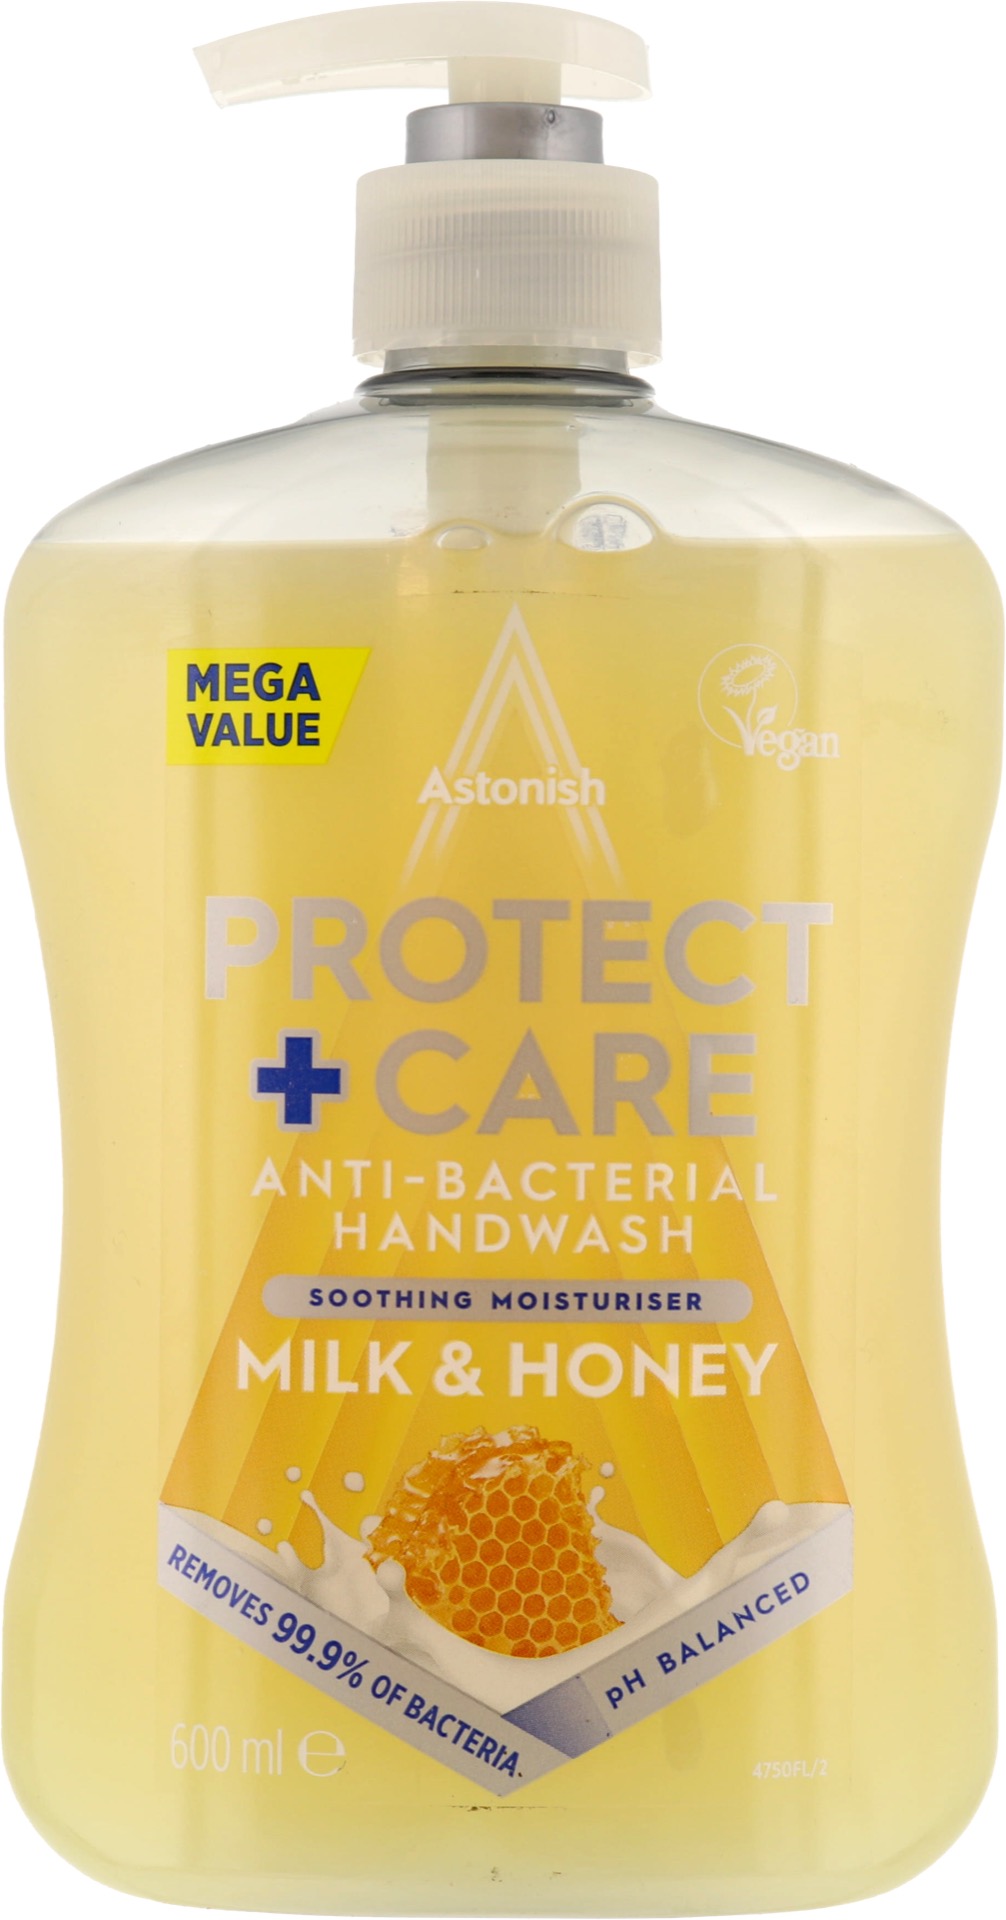 MEGA
VALUE
Vegan
Astonish
PROTECT
+CARE
ANTI-BACTERIAL
HANDWASH
SOOTHING MOISTURISER
MILK & HONEY
REMOVES 99.9% OF BACTERIA.
pH BALANCED
600 ml ℮
4750FL/2